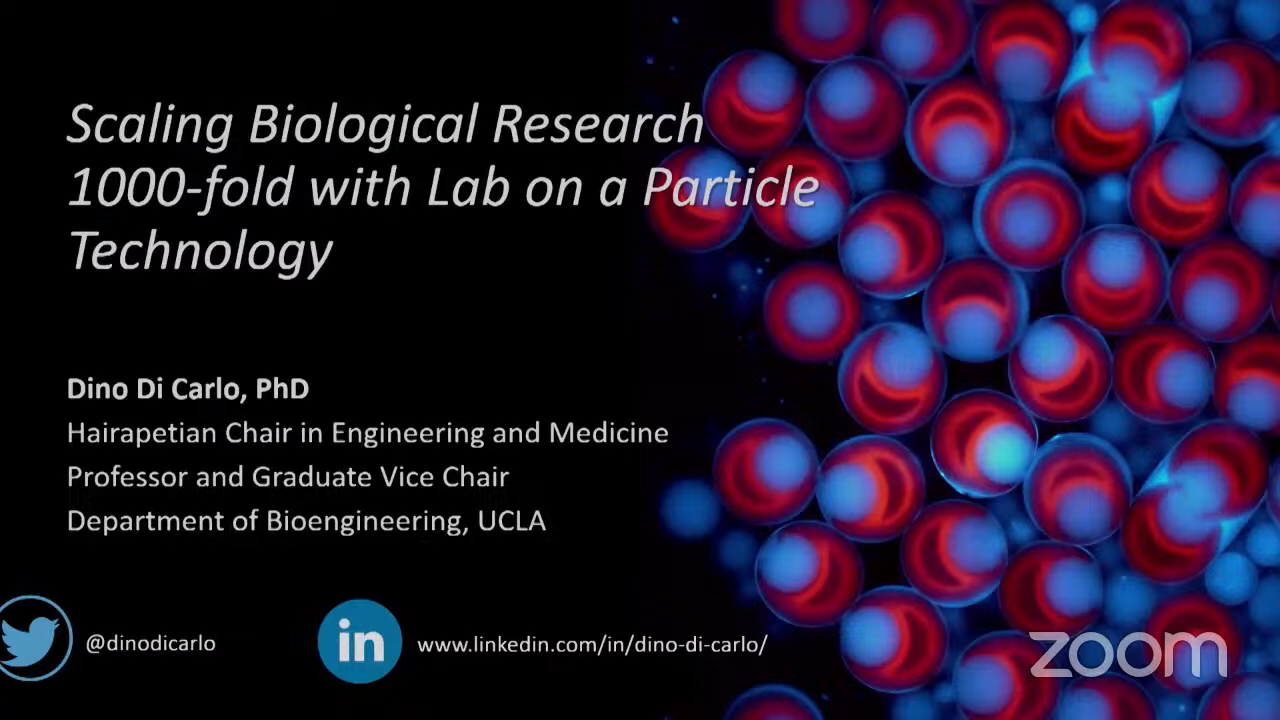 Scaling Biological Research
1000-fold with Lab on a Particle
Technology
Dino Di Carlo, PhD
Hairapetian Chair in Engineering and Medicine
Professor and Graduate Vice Chair
Department of Bioengineering, UCLA
@dinodicarlo
in
www.linkedin.com/in/dino-di-carlo/
zoom